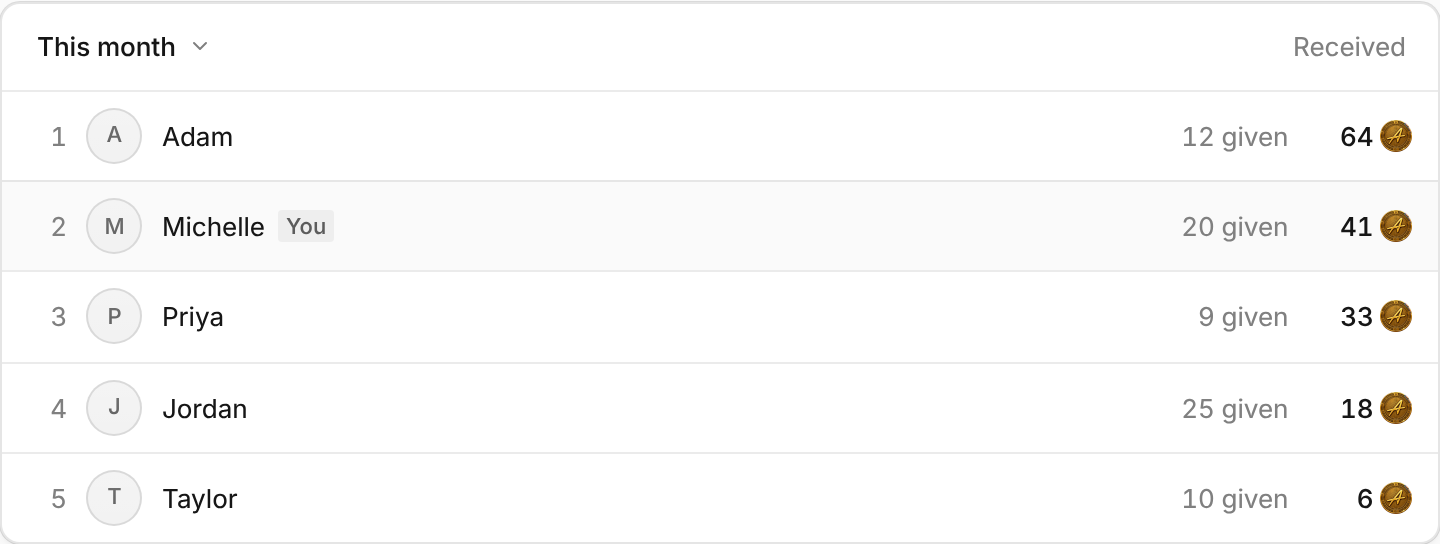 This month Received
1 A Adam 12 given 64
2 M Michelle You 20 given 41
3 P Priya 9 given 33
4 J Jordan 25 given 18
5 T Taylor 10 given 6